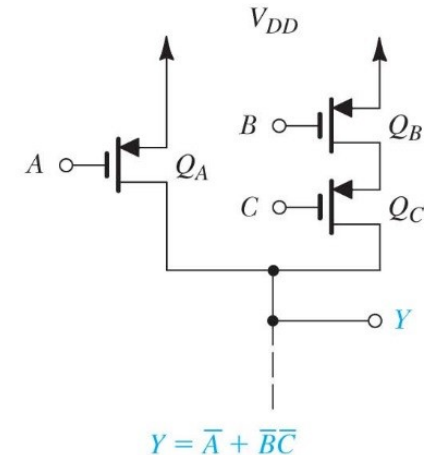 V_DD
B Q_B
A Q_A
C Q_C
Y
Y = A̅ + B̅C̅